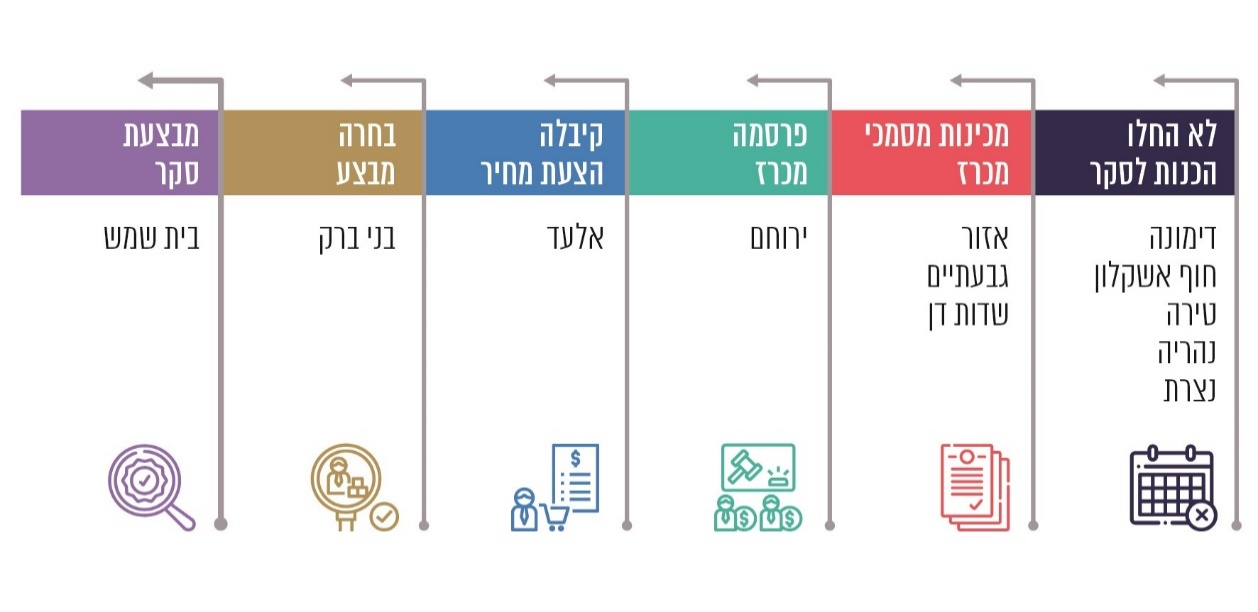 לא החלו
הכנות לסקר
דימונה
חוף אשקלון
טירה
נהריה
נצרת
מכינות מסמכי
מכרז
אזור
גבעתיים
שדות דן
פרסמה
מכרז
ירוחם
קיבלה
הצעת מחיר
אלעד
בחרה
מבצע
בני ברק
מבצעת
סקר
בית שמש